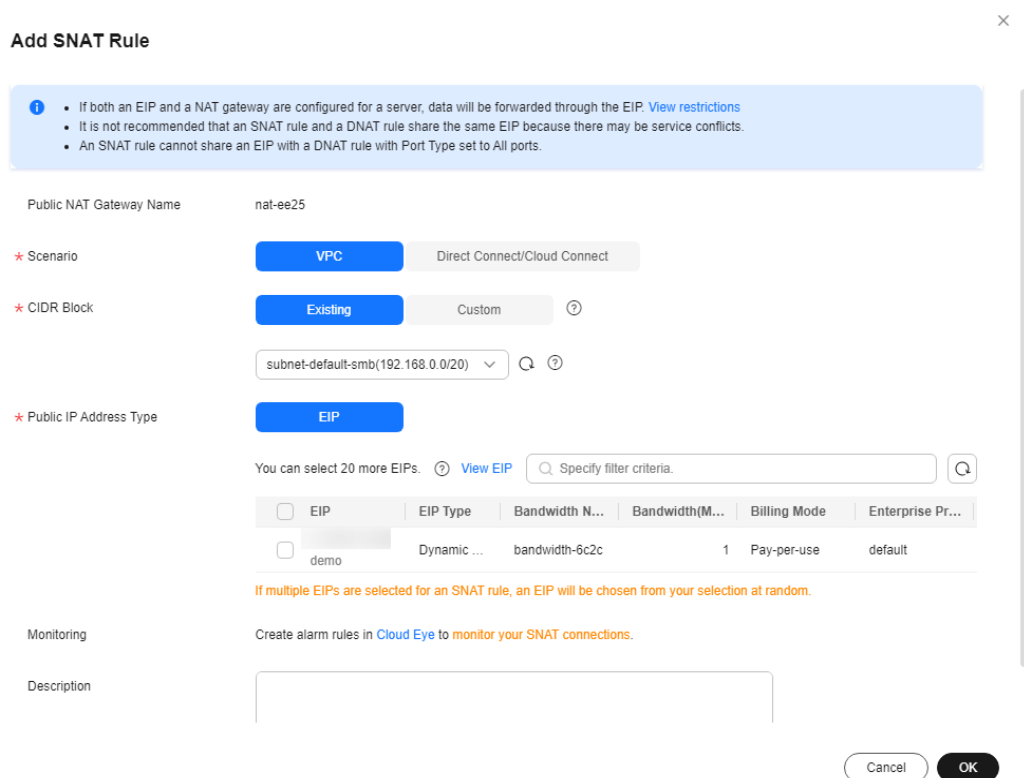 Add SNAT Rule
If both an EIP and a NAT gateway are configured for a server, data will be forwarded through the EIP. View restrictions
It is not recommended that an SNAT rule and a DNAT rule share the same EIP because there may be service conflicts.
An SNAT rule cannot share an EIP with a DNAT rule with Port Type set to All ports.
Public NAT Gateway Name nat-ee25
* Scenario VPC Direct Connect/Cloud Connect
* CIDR Block Existing Custom
subnet-default-smb(192.168.0.0/20)
* Public IP Address Type EIP
You can select 20 more EIPs. View EIP Specify filter criteria.
EIP EIP Type Bandwidth N... Bandwidth(M... Billing Mode Enterprise Pr...
Dynamic ... bandwidth-6c2c 1 Pay-per-use default
demo
If multiple EIPs are selected for an SNAT rule, an EIP will be chosen from your selection at random.
Monitoring Create alarm rules in Cloud Eye to monitor your SNAT connections.
Description
Cancel OK